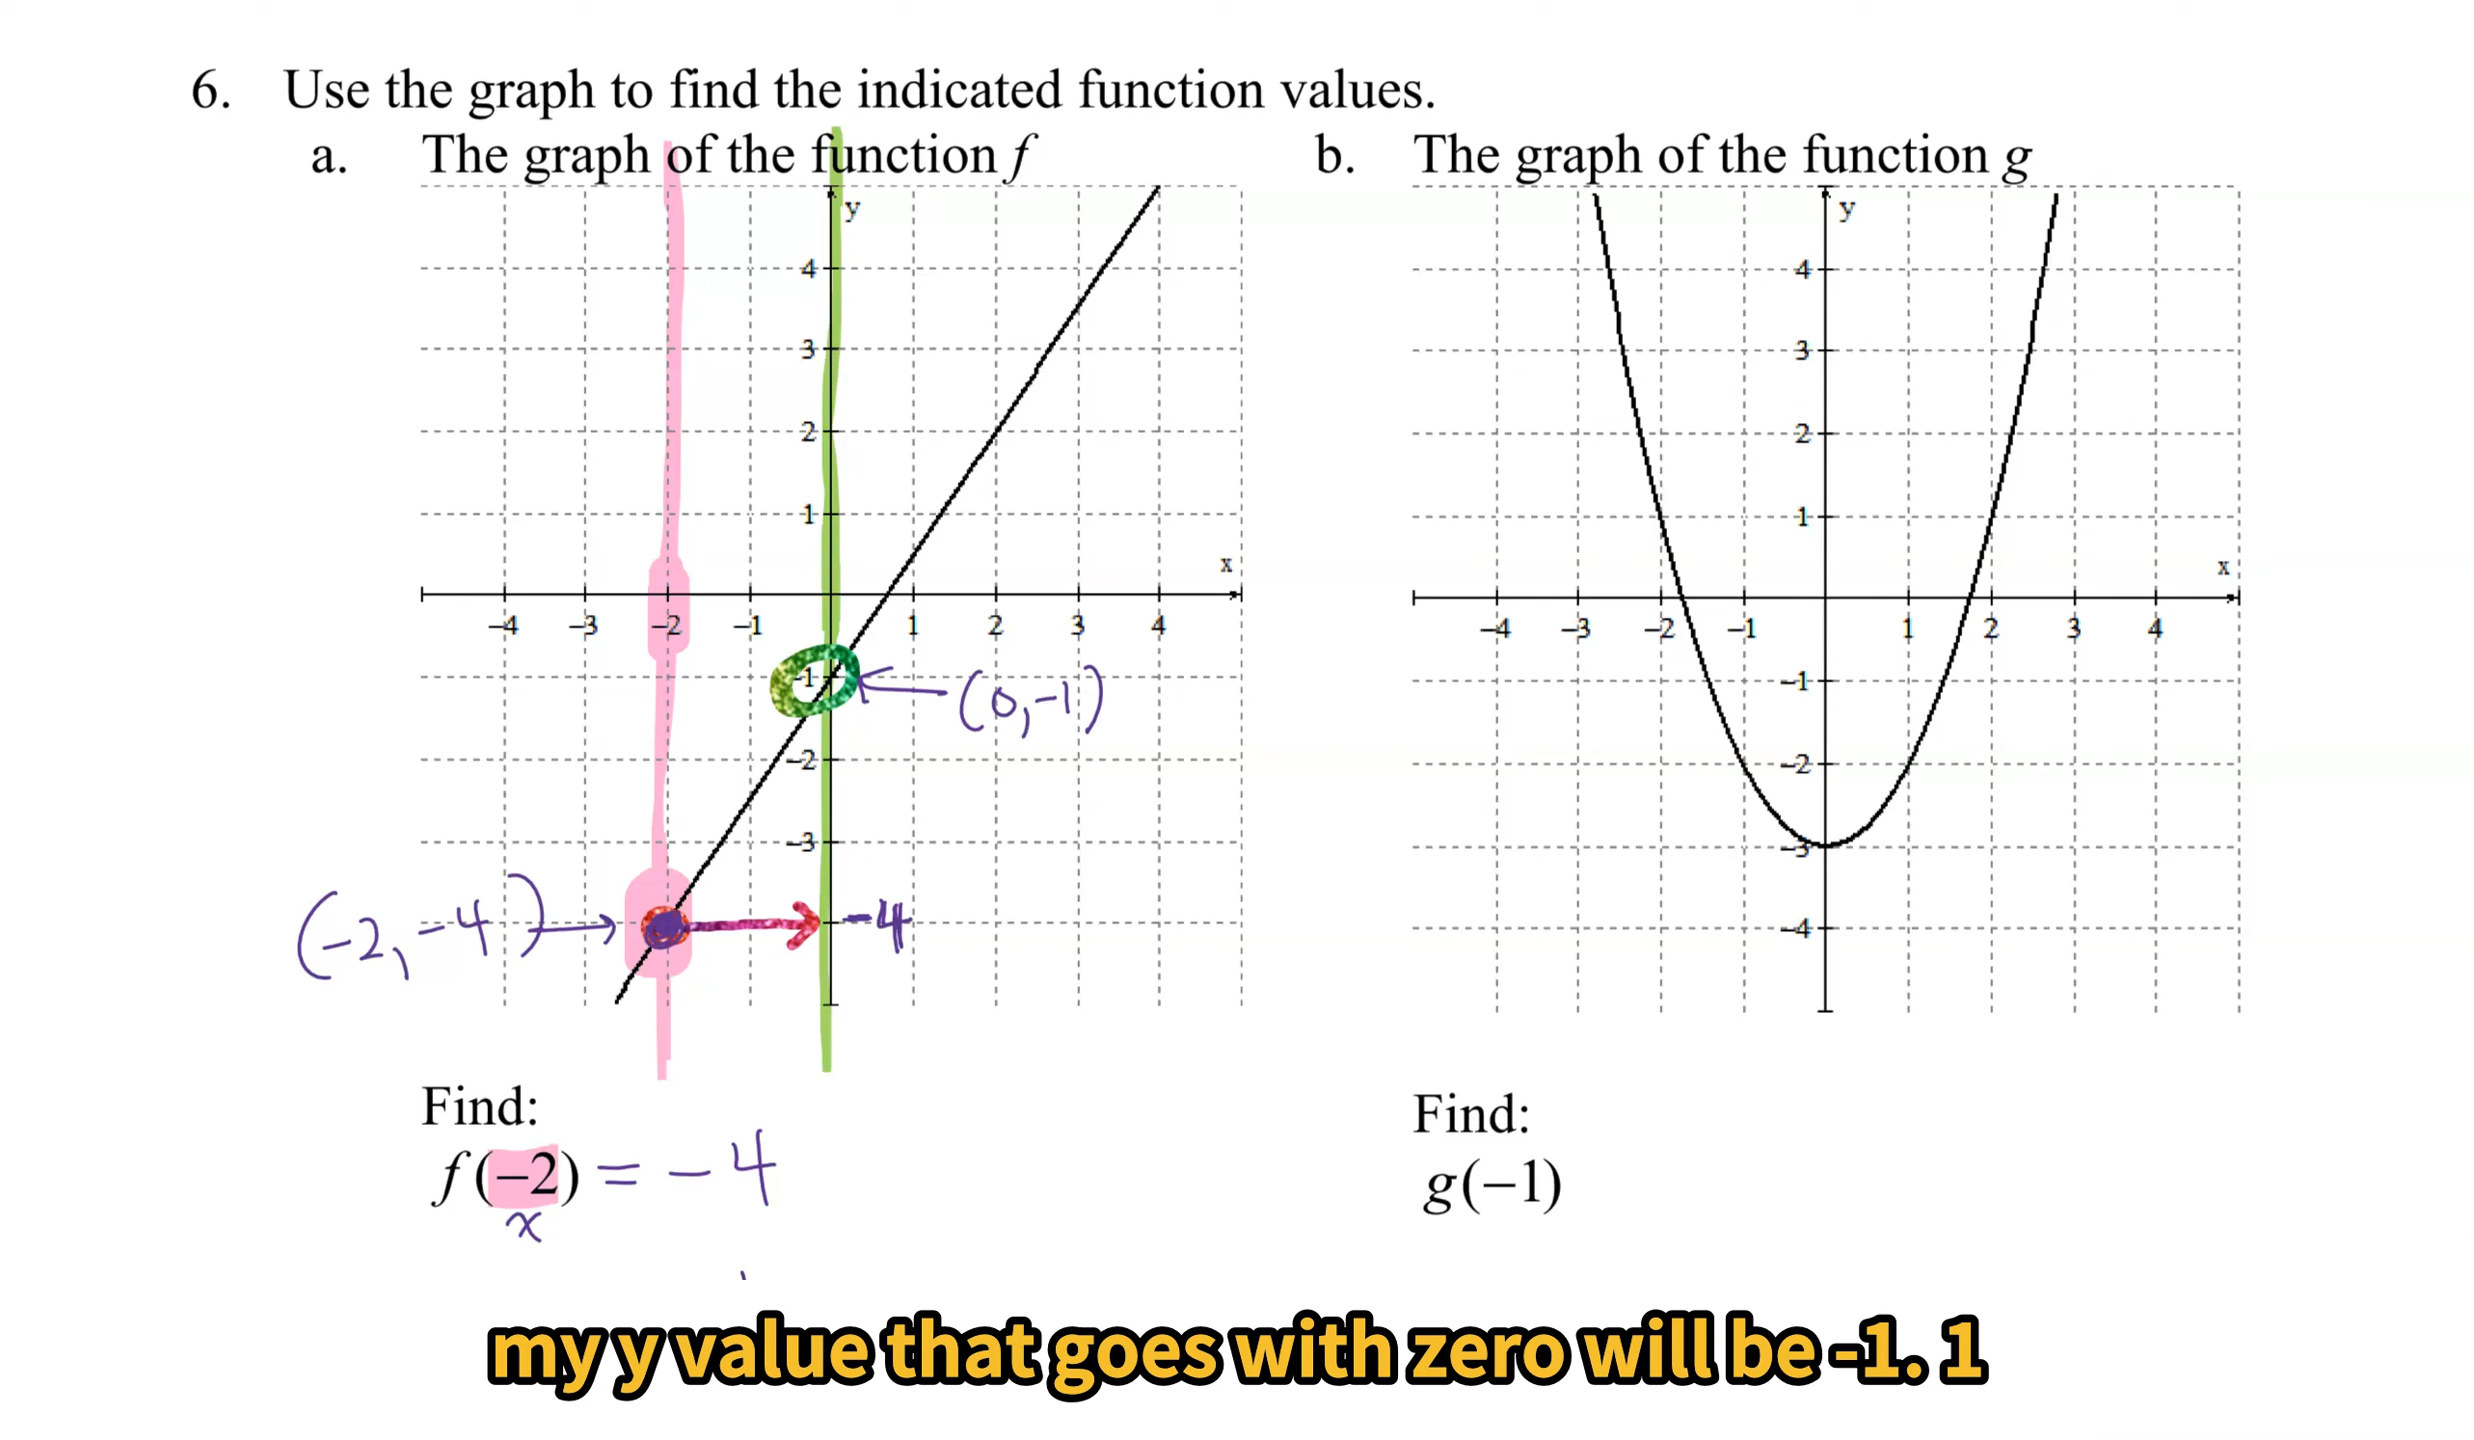 6. Use the graph to find the indicated function values.
a. The graph of the function f
y
4
3
2
1
x
−4 −3 −2 −1 1 2 3 4
−1
(0,−1)
−2
−3
(−2,−4)
−4
Find:
f(−2) = −4
x
b. The graph of the function g
y
4
3
2
1
x
−4 −3 −2 −1 1 2 3 4
−1
−2
−3
−4
Find:
g(−1)
my y value that goes with zero will be -1. 1